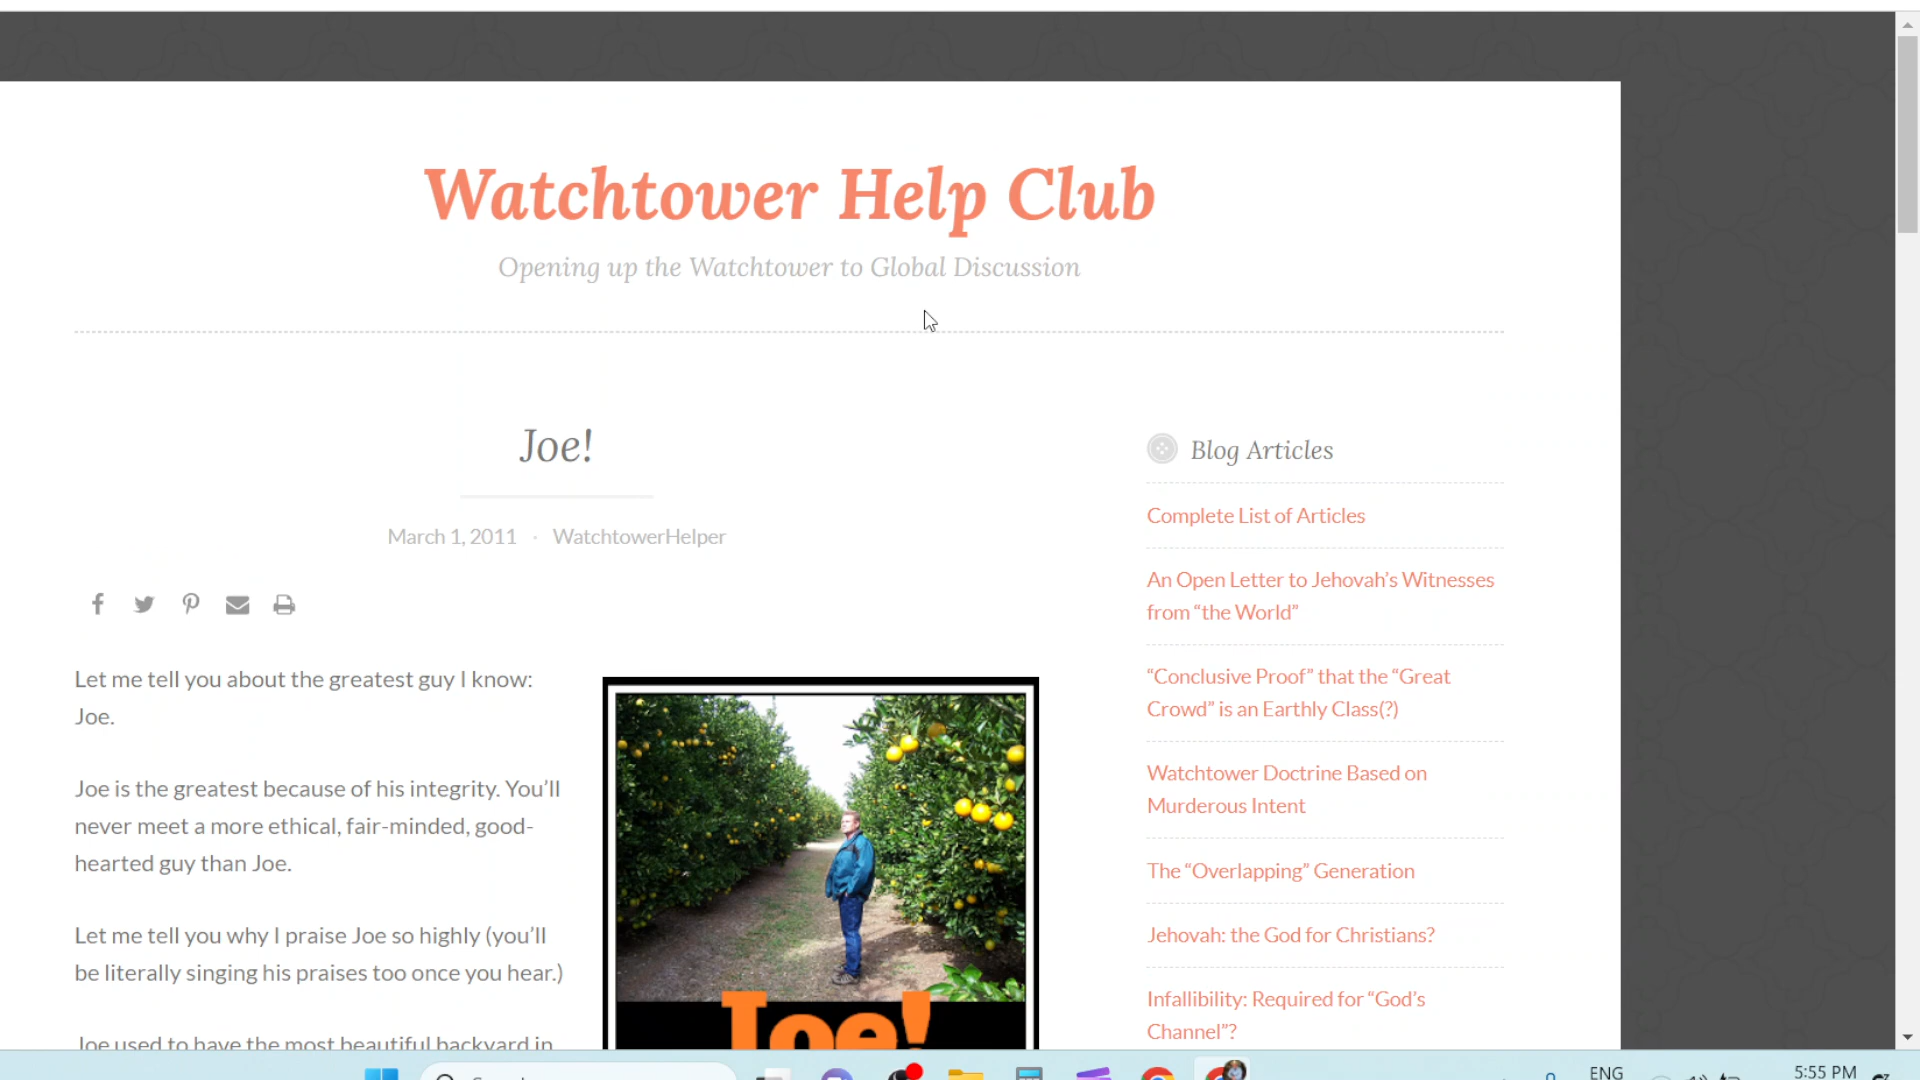 Watchtower Help Club
Opening up the Watchtower to Global Discussion
Joe!
March 1, 2011 · WatchtowerHelper
Let me tell you about the greatest guy I know:
Joe.
Joe is the greatest because of his integrity. You’ll
never meet a more ethical, fair-minded, good-
hearted guy than Joe.
Let me tell you why I praise Joe so highly (you’ll
be literally singing his praises too once you hear.)
Joe used to have the most beautiful backyard in
Joe!
Blog Articles
Complete List of Articles
An Open Letter to Jehovah’s Witnesses
from “the World”
“Conclusive Proof” that the “Great
Crowd” is an Earthly Class(?)
Watchtower Doctrine Based on
Murderous Intent
The “Overlapping” Generation
Jehovah: the God for Christians?
Infallibility: Required for “God’s
Channel”?
ENG
5:55 PM